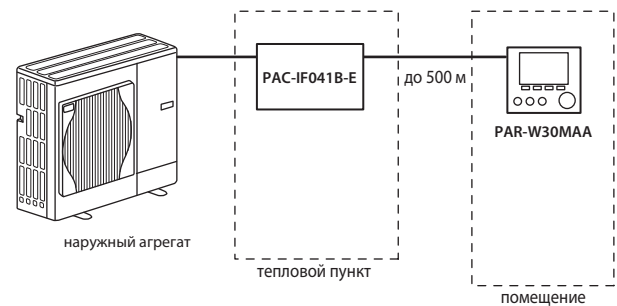 PAC-IF041B-E
до 500 м
PAR-W30MAA
наружный агрегат
тепловой пункт
помещение